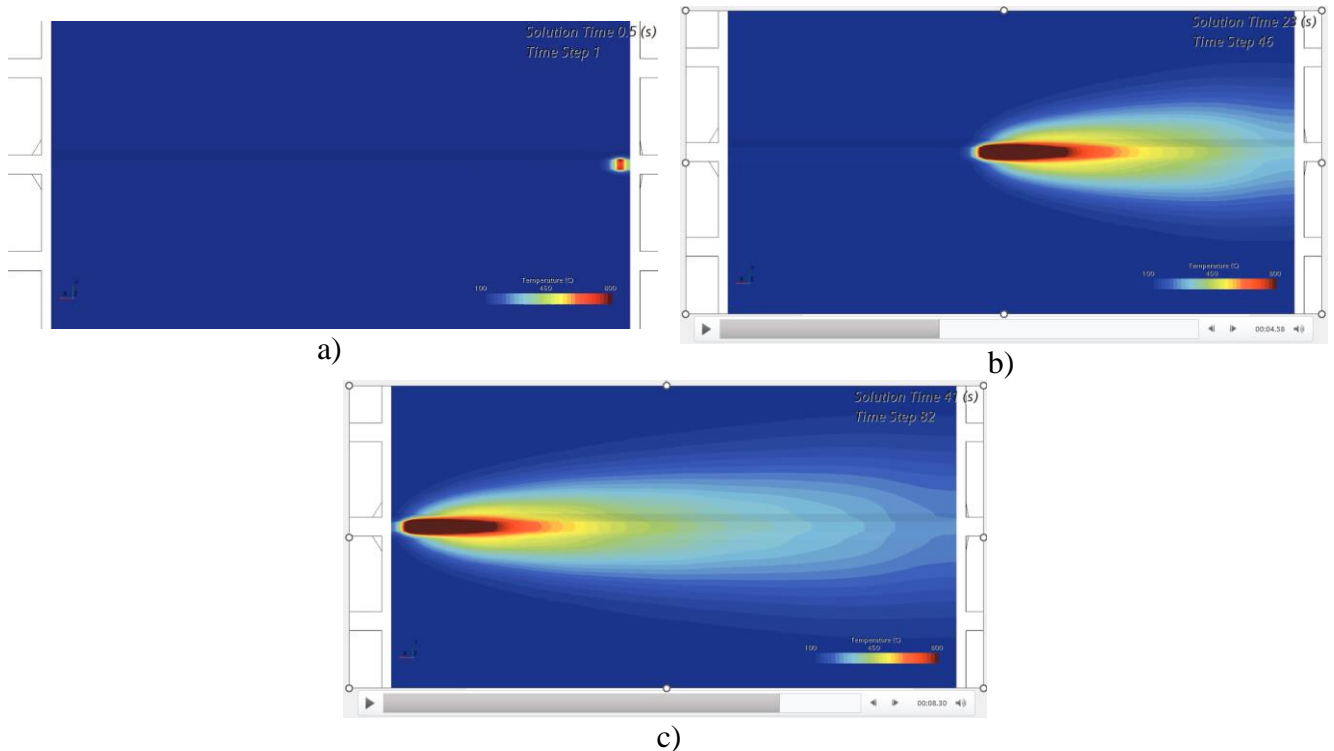 Solution Time 0.5 (s)
Time Step 1
Temperature (C)
100 450 800
a)
Solution Time 23 (s)
Time Step 46
Temperature (C)
100 450 800
00:04.58
b)
Solution Time 41 (s)
Time Step 82
Temperature (C)
100 450 800
00:08.30
c)